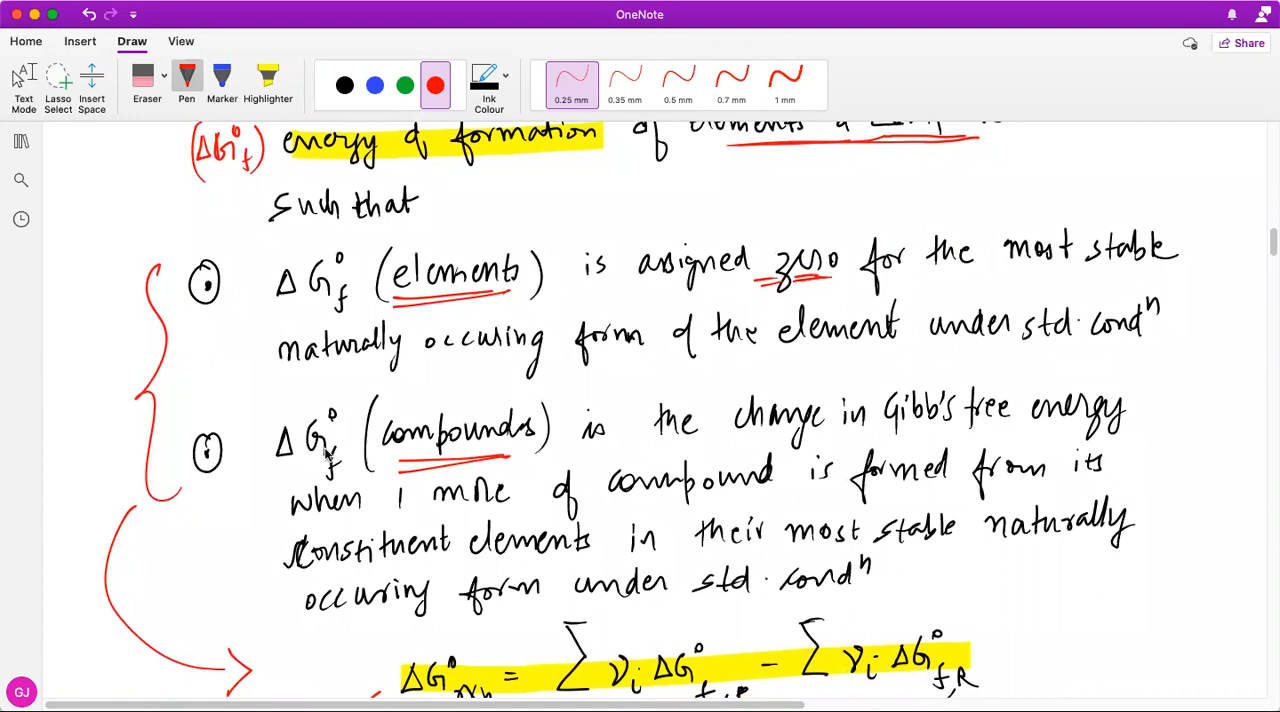 OneNote
Home Insert Draw View
Share
Text Mode
Lasso Select
Insert Space
Eraser
Pen
Marker
Highlighter
Ink Colour
0.25 mm
0.35 mm
0.5 mm
0.7 mm
1 mm
(ΔG°f) energy of formation of elements
such that
ΔG°f (elements) is assigned zero for the most stable
naturally occuring form of the element under std. condⁿ
ΔG°f (compounds) is the change in Gibb's free energy
when 1 mole of compound is formed from its
constituent elements in their most stable naturally
occuring form under std. condⁿ
ΔG°rxn = Σ νi ΔG°f,P - Σ νi ΔG°f,R
GJ